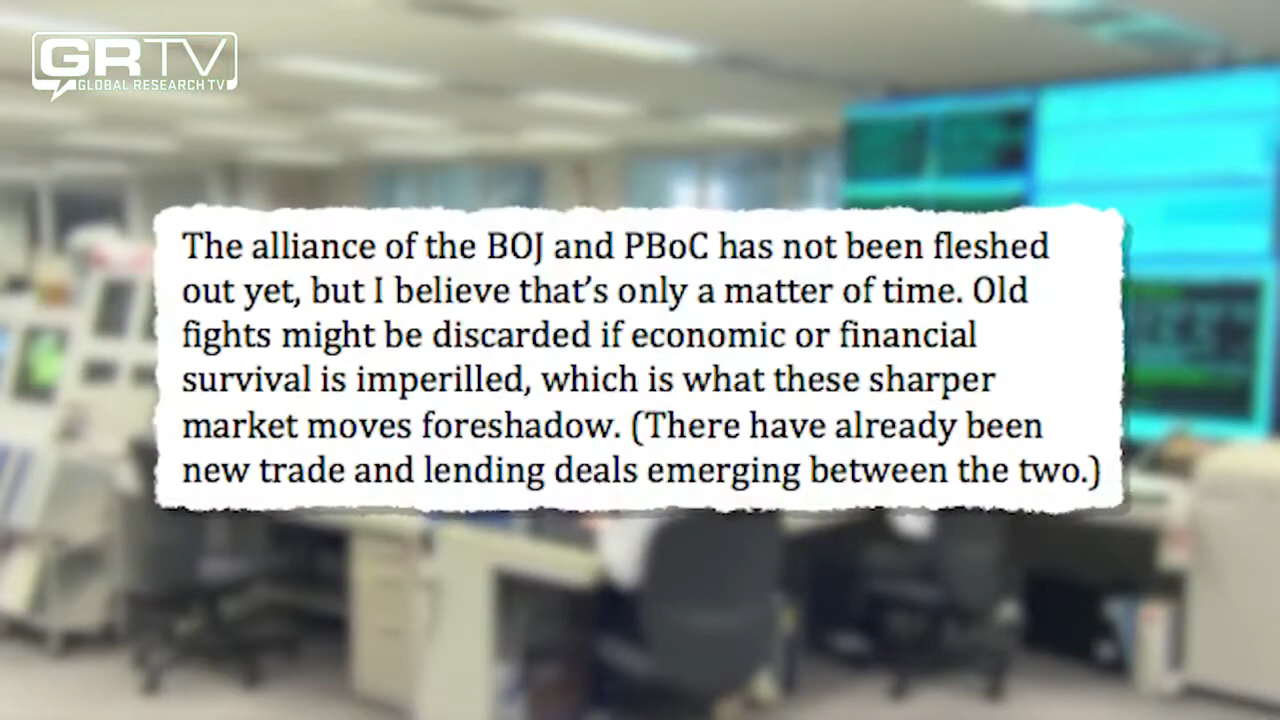 GRTV
GLOBAL RESEARCH TV
The alliance of the BOJ and PBoC has not been fleshed
out yet, but I believe that’s only a matter of time. Old
fights might be discarded if economic or financial
survival is imperilled, which is what these sharper
market moves foreshadow. (There have already been
new trade and lending deals emerging between the two.)